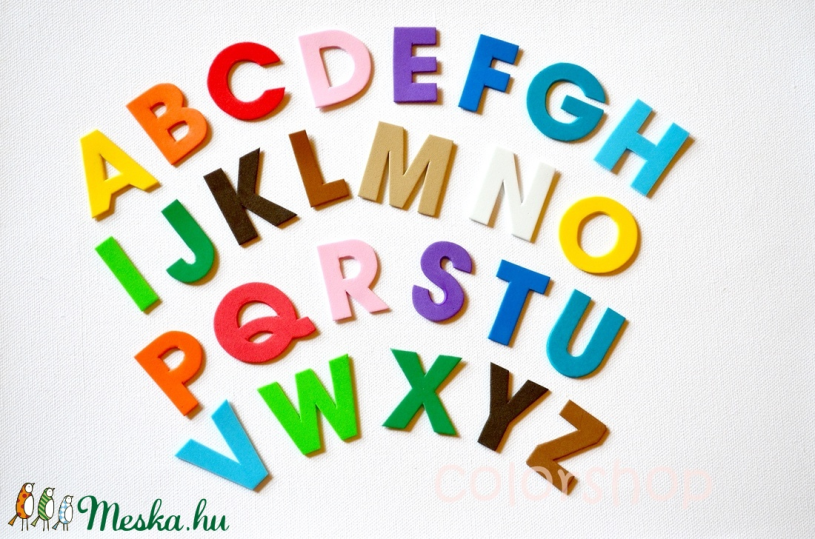 ABCDEFGH
IJKLMNO
PQRSTU
VWXYZ
colorshop
Meska.hu